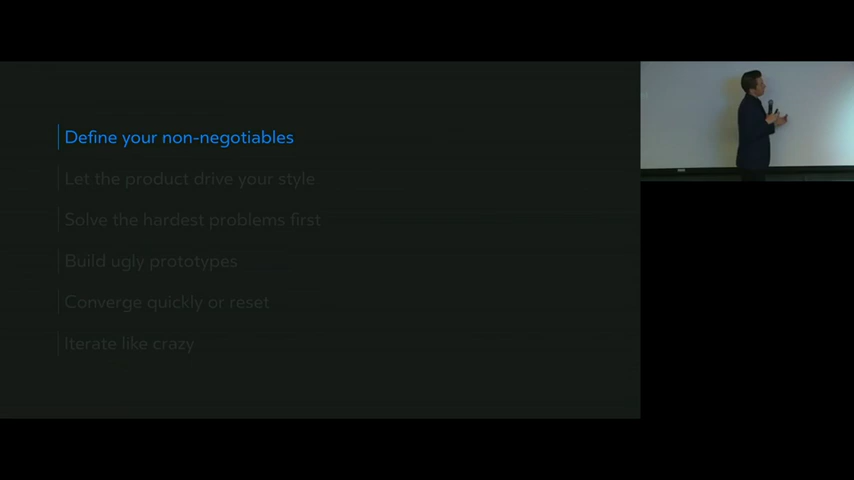 Define your non-negotiables
Let the product drive your style
Solve the hardest problems first
Build ugly prototypes
Converge quickly or reset
Iterate like crazy